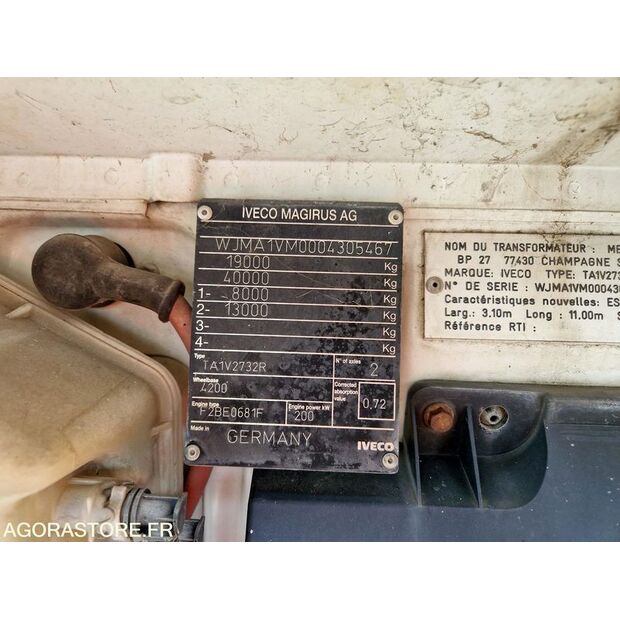 IVECO MAGIRUS AG
WJMA1VM0004305467
19000 Kg
40000 Kg
1- 8000 Kg
2- 13000 Kg
3- Kg
4- Kg
Type TA1V2732R N° of axles 2
Wheelbase 4200 Corrected absorption value 0,72
Engine type F2BE0681F Engine power kW 200
Made in GERMANY
IVECO
NOM DU TRANSFORMATEUR : ME
BP 27 77430 CHAMPAGNE S
MARQUE: IVECO TYPE: TA1V273
N° DE SERIE : WJMA1VM00043
Caractéristiques nouvelles: ES
Larg.: 3.10m Long : 11.00m S
Référence RTI :
AGORASTORE.FR